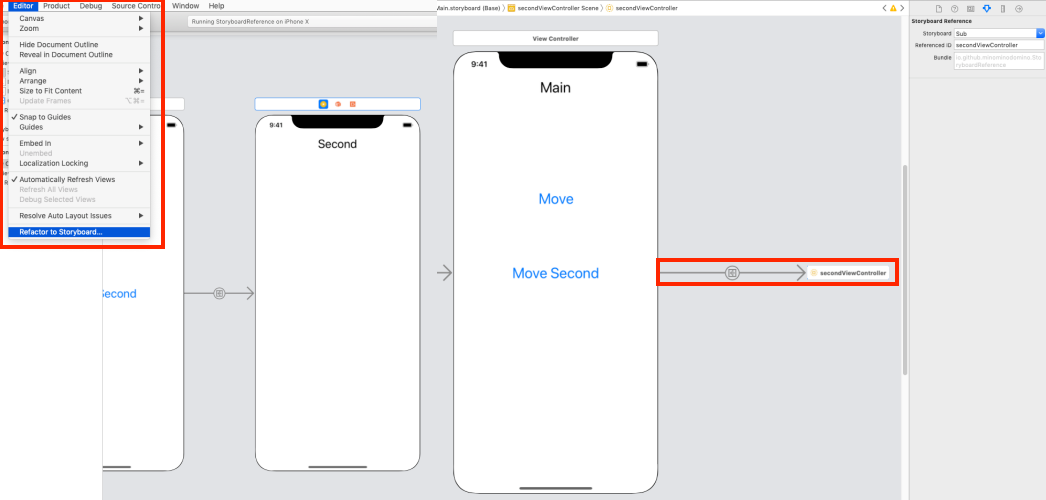 Editor Product Debug Source Control Window Help
Canvas
Zoom
Hide Document Outline
Reveal in Document Outline
Align
Arrange
Size to Fit Content ⌘=
Update Frames ⌥⌘=
✓ Snap to Guides
Guides
Embed In
Unembed
Localization Locking
✓ Automatically Refresh Views
Refresh All Views
Debug Selected Views
Resolve Auto Layout Issues
Refactor to Storyboard...
Running StoryboardReference on iPhone X
Second
9:41
Second
Main.storyboard (Base) 〉 secondViewController Scene 〉 secondViewController
View Controller
9:41
Main
Move
Move Second
secondViewController
Storyboard Reference
Storyboard Sub
Referenced ID secondViewController
Bundle io.github.minominodomino.Sto
ryboardReference